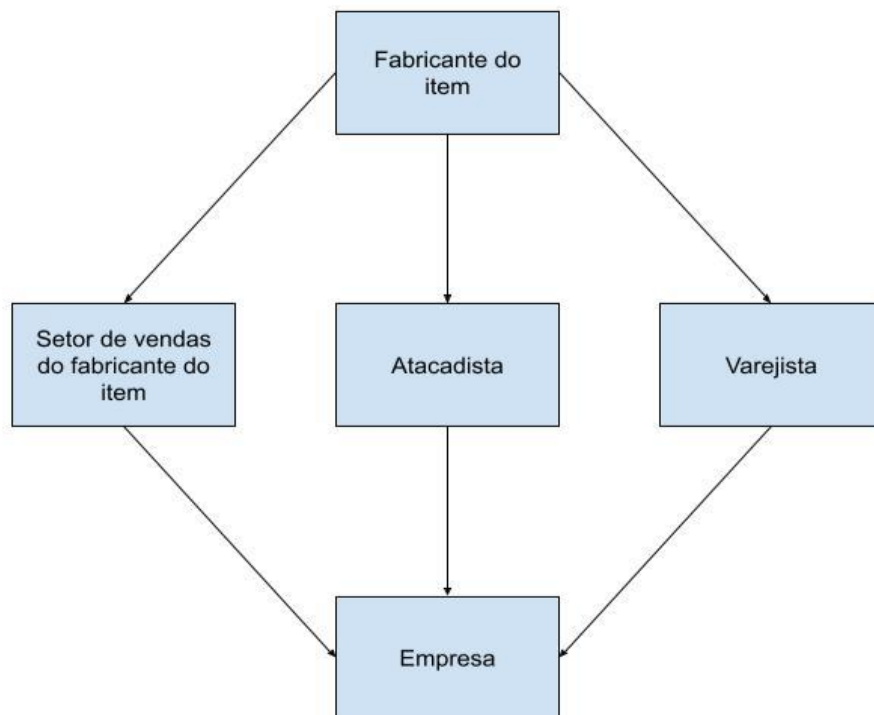 Fabricante do
item
Setor de vendas
do fabricante do
item
Atacadista
Varejista
Empresa